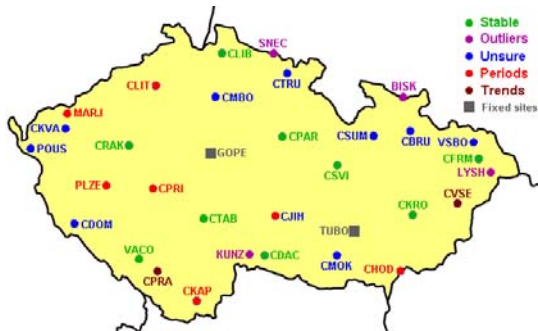 SNEC
Stable
CLIB
Outliers
CTRU
Unsure
CLIT
BISK
Periods
CMBO
Trends
MARJ
Fixed sites
CKVA
CPAR
CSUM
CBRU
VSBO
POUS
CRAK
GOPE
CFRM
CSVI
LYSH
PLZE
CPRI
CVSE
CTAB
CJIH
CKRO
CDOM
TUBO
VACO
KUNZ
CDAC
CMOK
CPRA
CHOD
CKAP